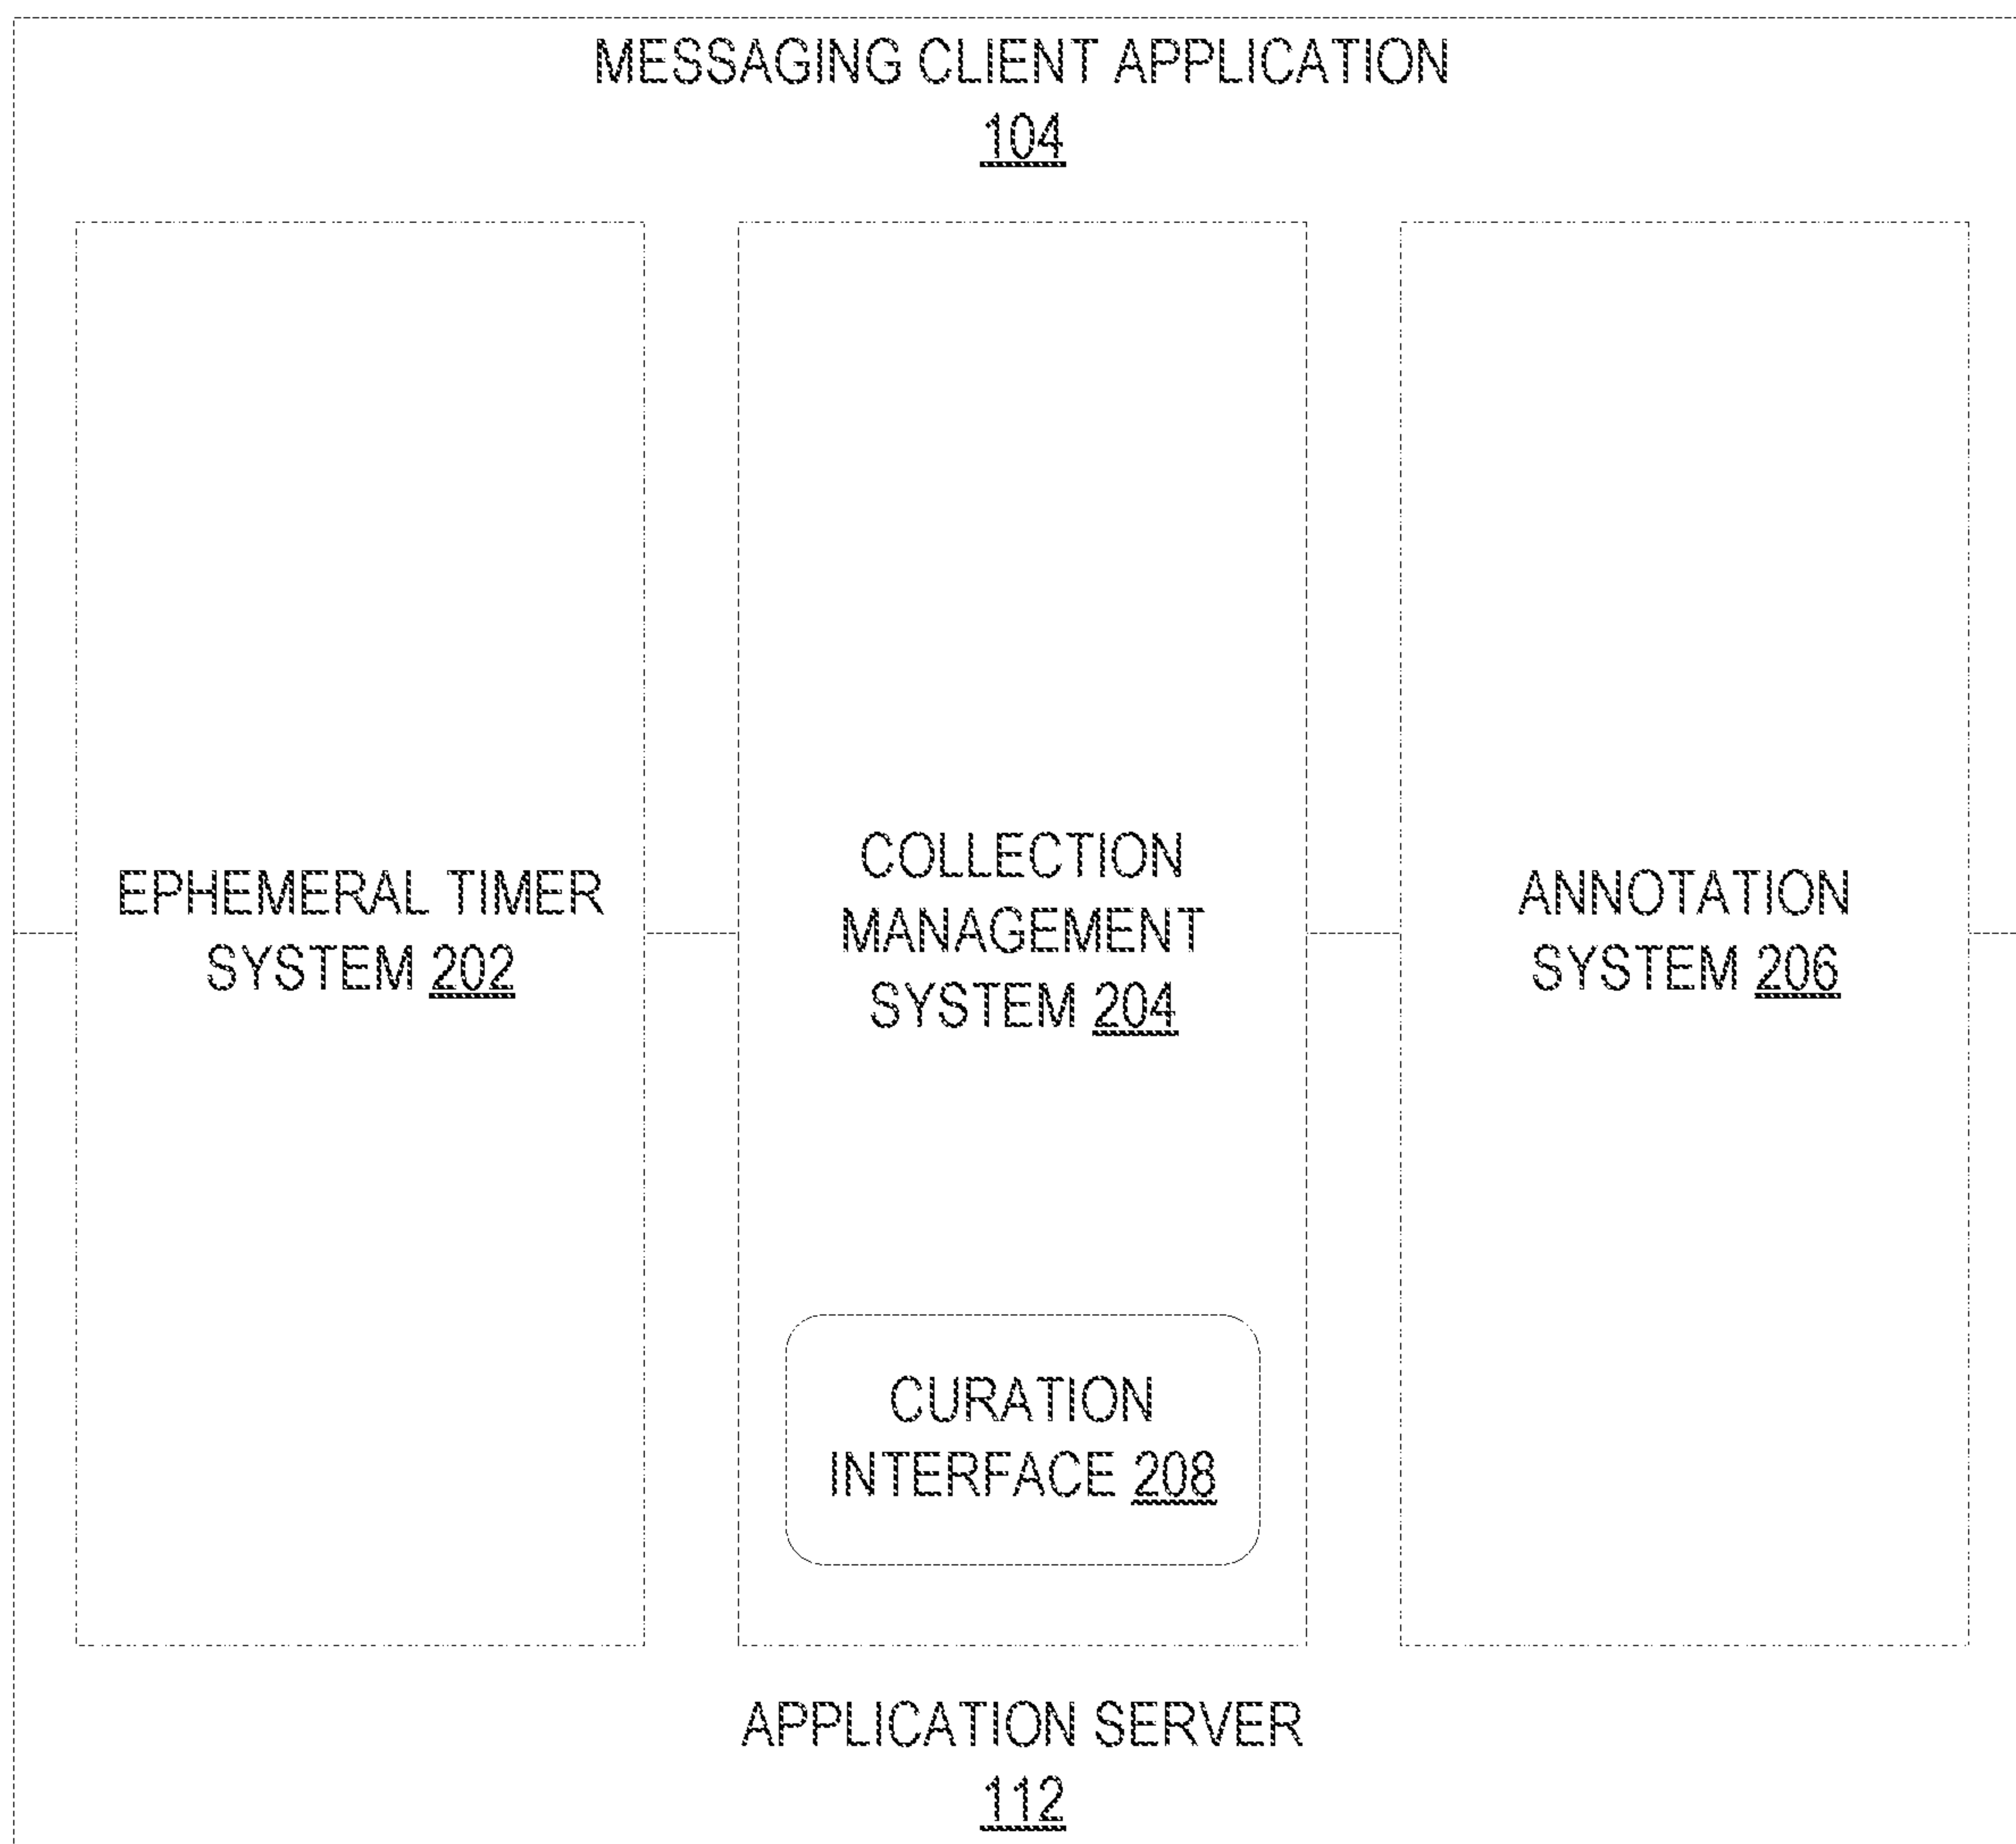 MESSAGING CLIENT APPLICATION
104
EPHEMERAL TIMER
SYSTEM 202
COLLECTION
MANAGEMENT
SYSTEM 204
ANNOTATION
SYSTEM 206
CURATION
INTERFACE 208
APPLICATION SERVER
112